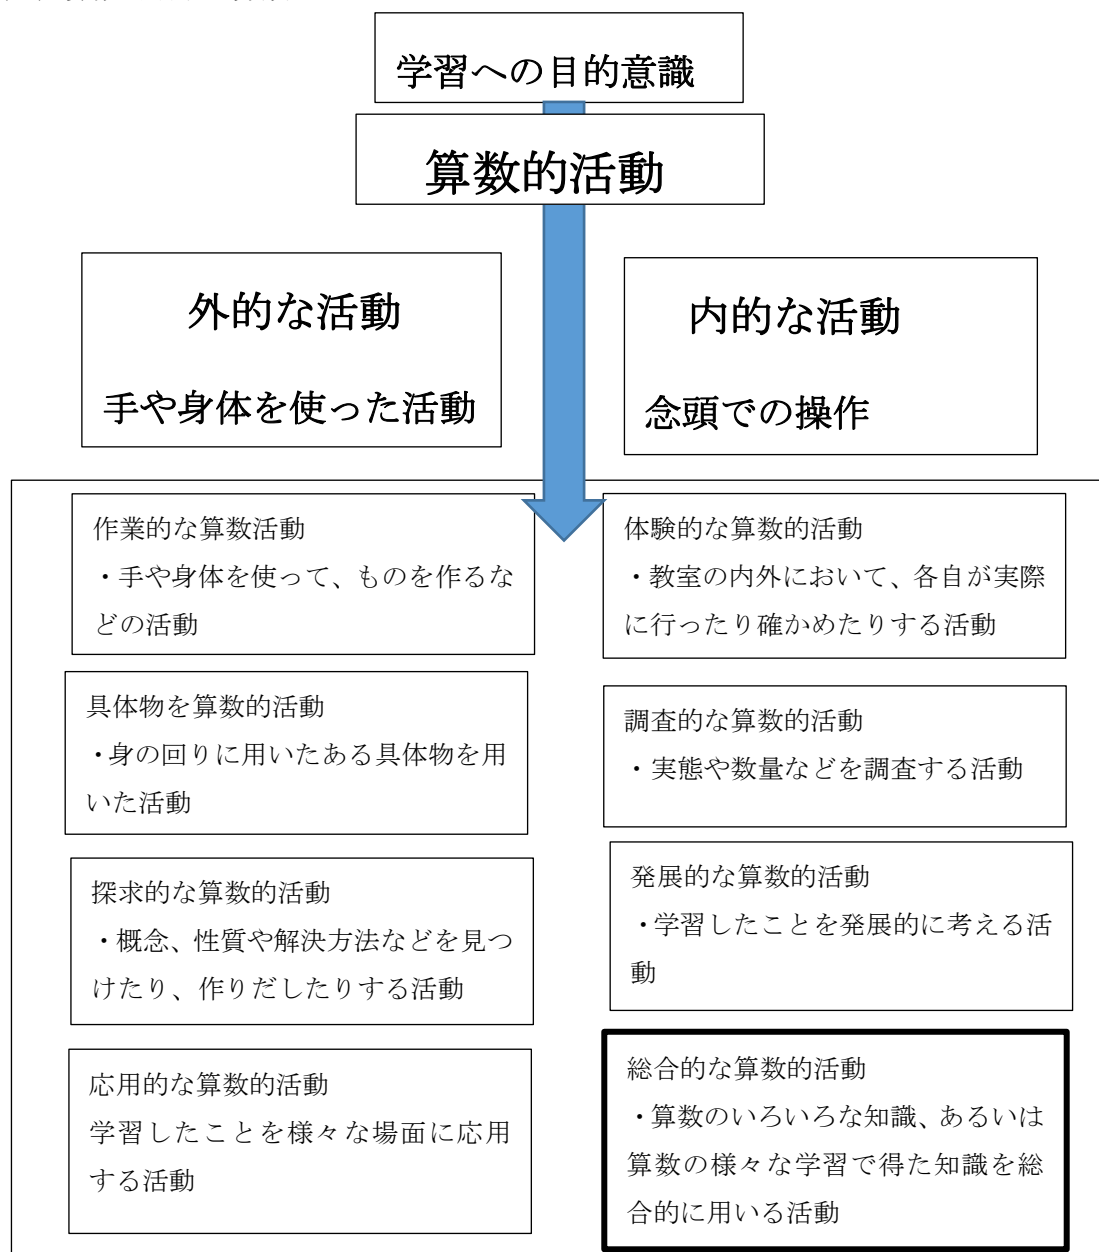 学習への目的意識
算数的活動
外的な活動
手や身体を使った活動
内的な活動
念頭での操作
作業的な算数活動
・手や身体を使って、ものを作るな
どの活動
体験的な算数的活動
・教室の内外において、各自が実際
に行ったり確かめたりする活動
具体物を算数的活動
・身の回りに用いたある具体物を用
いた活動
調査的な算数的活動
・実態や数量などを調査する活動
探求的な算数的活動
・概念、性質や解決方法などを見つ
けたり、作りだしたりする活動
発展的な算数的活動
・学習したことを発展的に考える活
動
応用的な算数的活動
学習したことを様々な場面に応用
する活動
総合的な算数的活動
・算数のいろいろな知識、あるいは
算数の様々な学習で得た知識を総
合的に用いる活動